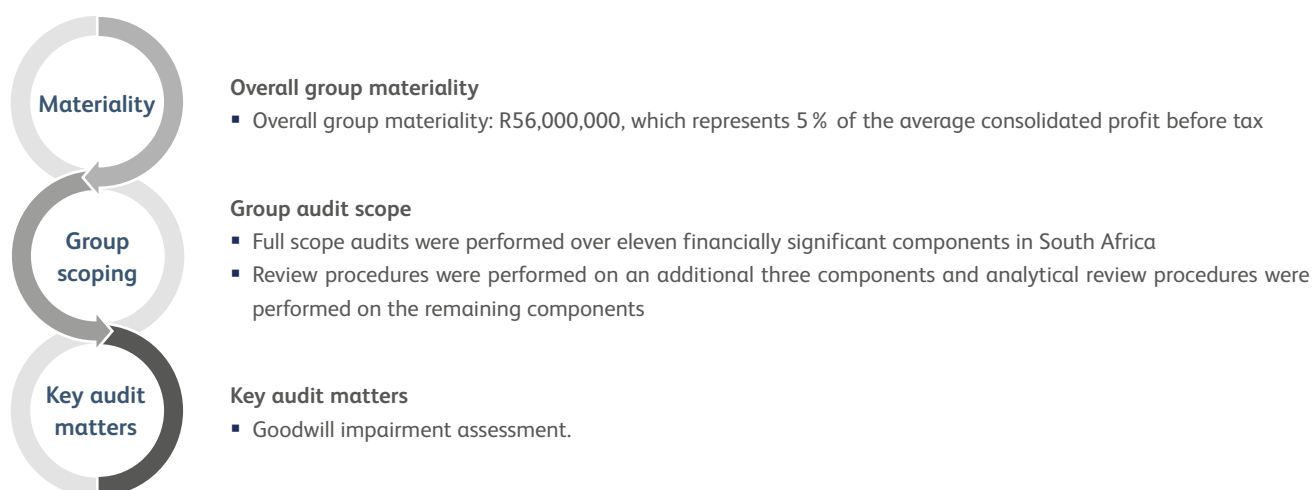 Materiality
Overall group materiality
▪ Overall group materiality: R56,000,000, which represents 5 % of the average consolidated profit before tax
Group
scoping
Group audit scope
▪ Full scope audits were performed over eleven financially significant components in South Africa
▪ Review procedures were performed on an additional three components and analytical review procedures were
performed on the remaining components
Key audit
matters
Key audit matters
▪ Goodwill impairment assessment.